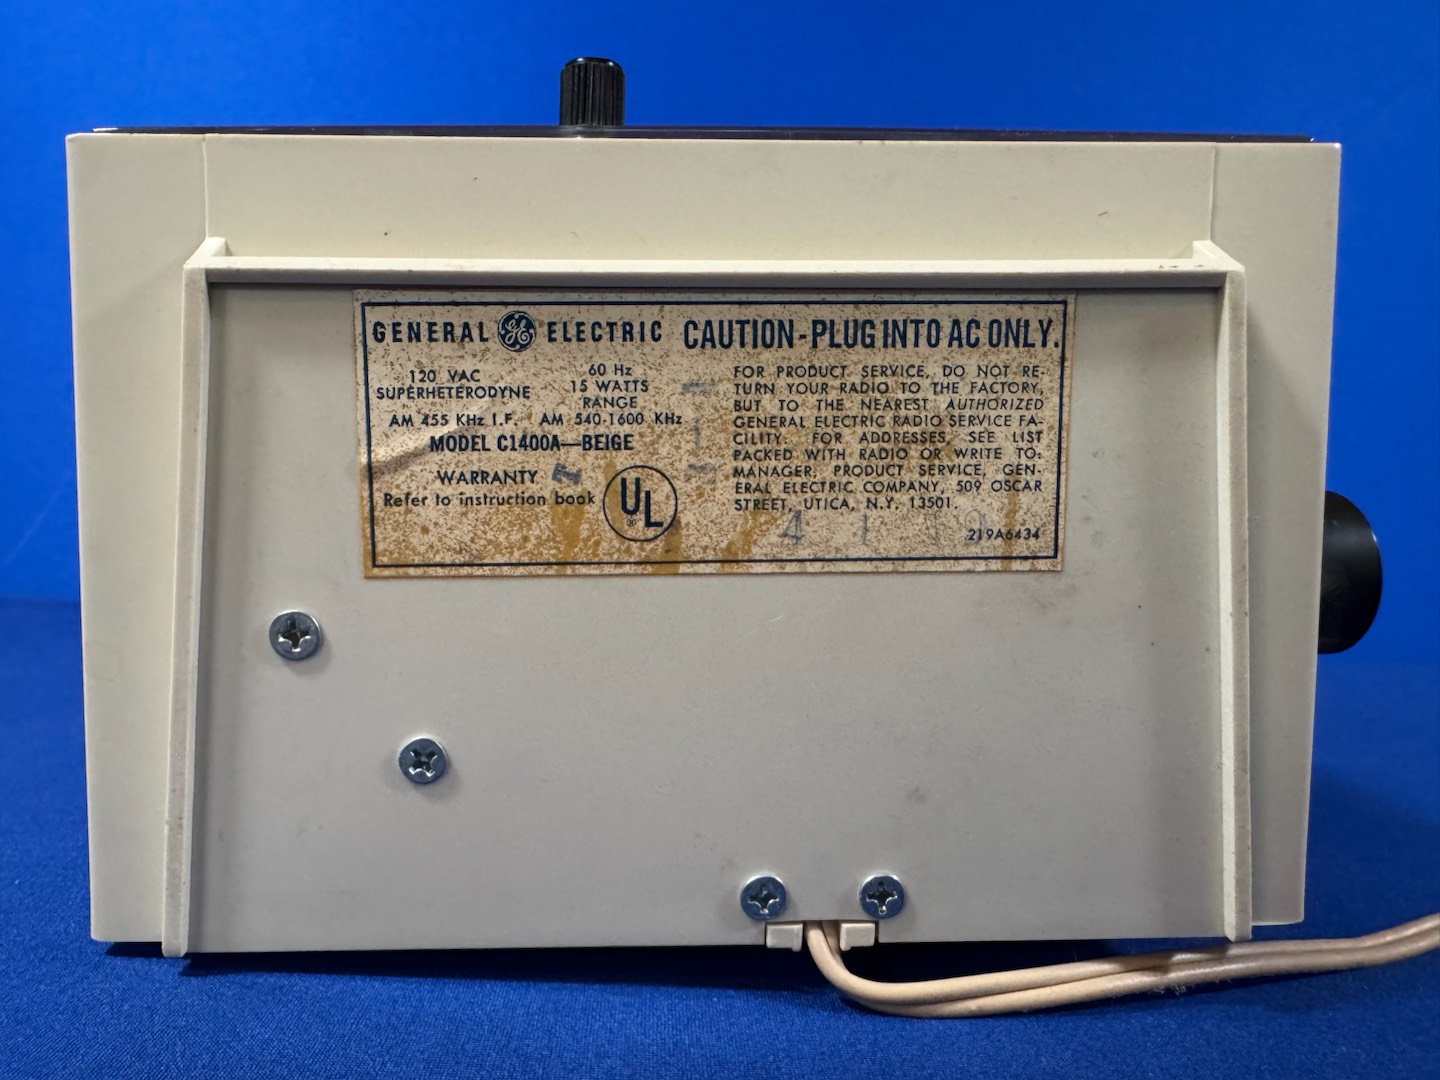 GENERAL GE ELECTRIC
120 VAC
SUPERHETERODYNE
60 Hz
15 WATTS
RANGE
AM 455 KHz I.F. AM 540-1600 KHz
MODEL C1400A—BEIGE
WARRANTY
Refer to instruction book
UL
CAUTION-PLUG INTO AC ONLY.
FOR PRODUCT SERVICE, DO NOT RE-
TURN YOUR RADIO TO THE FACTORY,
BUT TO THE NEAREST AUTHORIZED
GENERAL ELECTRIC RADIO SERVICE FA-
CILITY. FOR ADDRESSES, SEE LIST
PACKED WITH RADIO OR WRITE TO:
MANAGER, PRODUCT SERVICE, GEN-
ERAL ELECTRIC COMPANY, 509 OSCAR
STREET, UTICA, N.Y. 13501.
219A6434